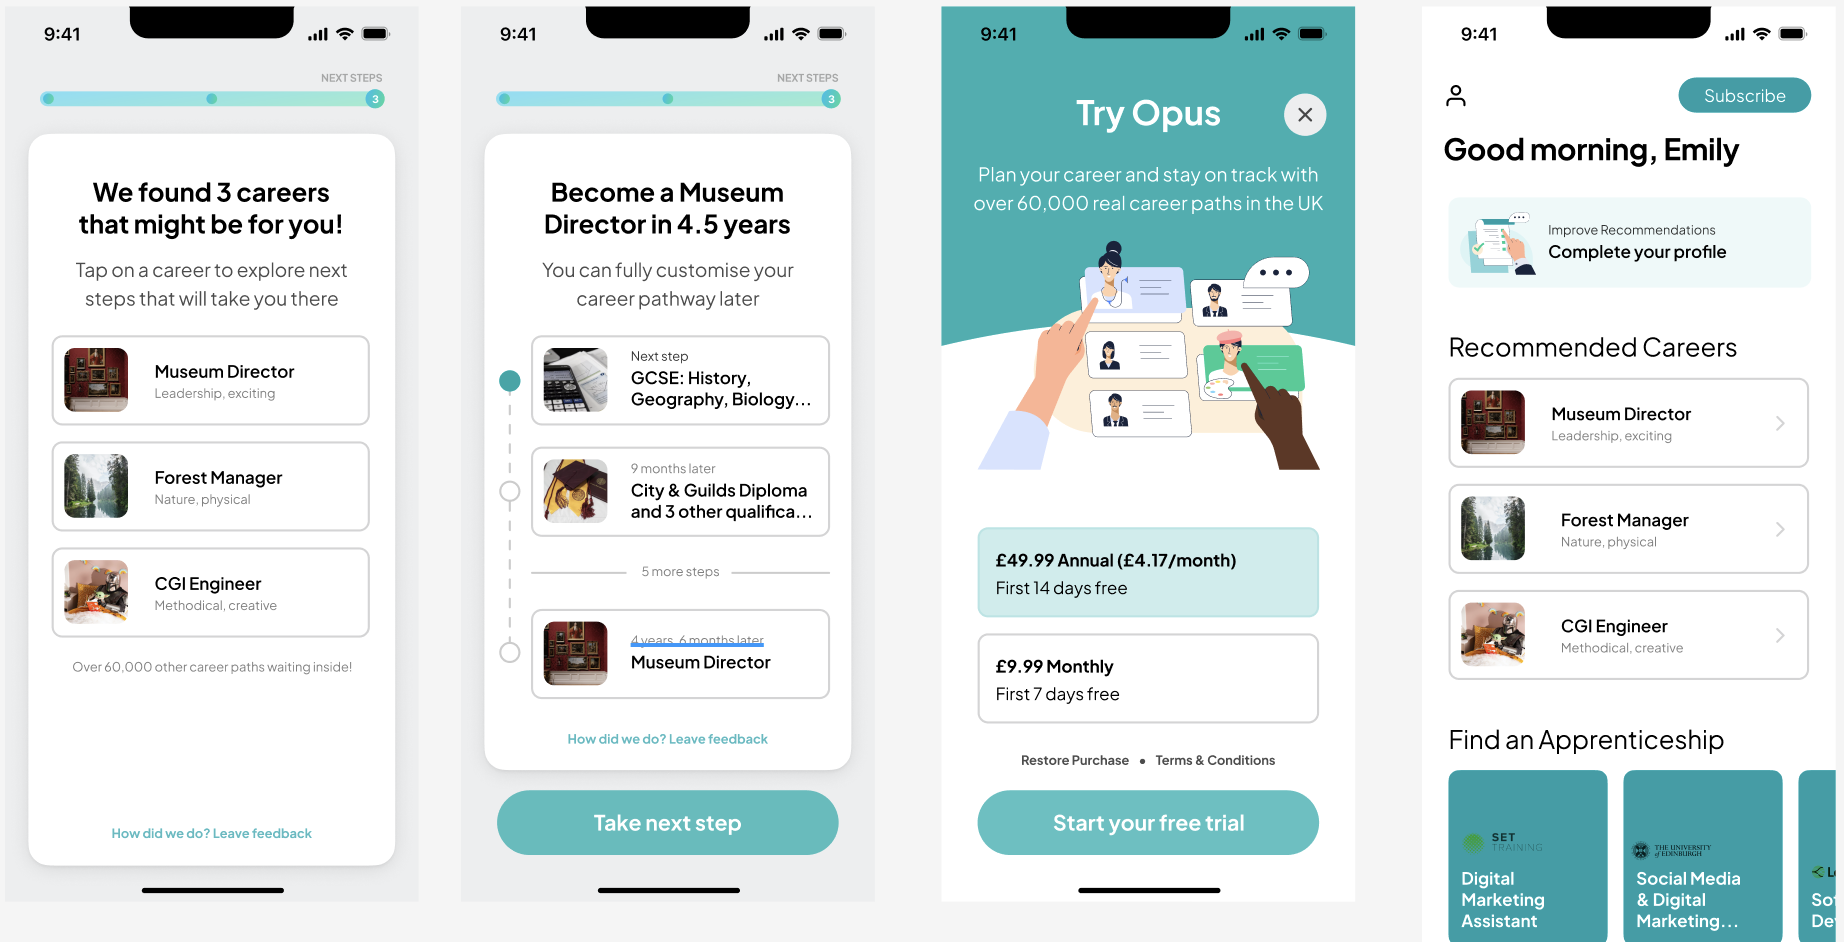 9:41
NEXT STEPS
3
We found 3 careers
that might be for you!
Tap on a career to explore next
steps that will take you there
Museum Director
Leadership, exciting
Forest Manager
Nature, physical
CGI Engineer
Methodical, creative
Over 60,000 other career paths waiting inside!
How did we do? Leave feedback
9:41
NEXT STEPS
3
Become a Museum
Director in 4.5 years
You can fully customise your
career pathway later
Next step
GCSE: History,
Geography, Biology...
9 months later
City & Guilds Diploma
and 3 other qualifica...
5 more steps
4 years, 6 months later
Museum Director
How did we do? Leave feedback
Take next step
9:41
Try Opus
Plan your career and stay on track with
over 60,000 real career paths in the UK
£49.99 Annual (£4.17/month)
First 14 days free
£9.99 Monthly
First 7 days free
Restore Purchase • Terms & Conditions
Start your free trial
9:41
Subscribe
Good morning, Emily
Improve Recommendations
Complete your profile
Recommended Careers
Museum Director
Leadership, exciting
Forest Manager
Nature, physical
CGI Engineer
Methodical, creative
Find an Apprenticeship
SET
TRAINING
Digital
Marketing
Assistant
THE UNIVERSITY
of EDINBURGH
Social Media
& Digital
Marketing...